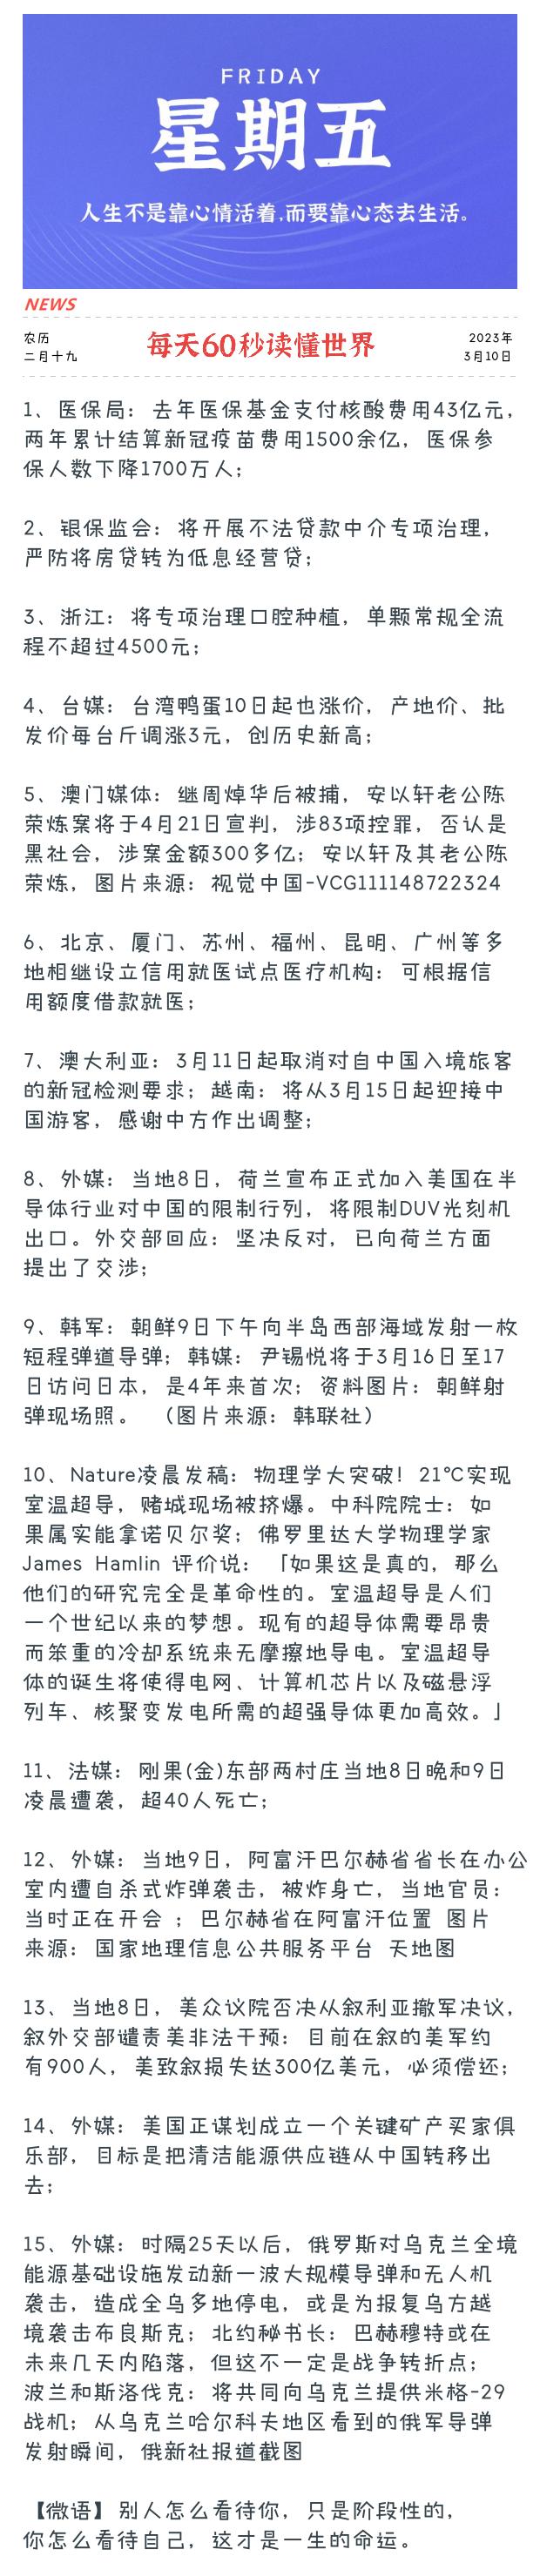 FRIDAY
星期五
人生不是靠心情活着,而要靠心态去生活。
NEWS
农历
二月十九
每天60秒读懂世界
2023年
3月10日
1、医保局：去年医保基金支付核酸费用43亿元，
两年累计结算新冠疫苗费用1500余亿，医保参
保人数下降1700万人；
2、银保监会：将开展不法贷款中介专项治理，
严防将房贷转为低息经营贷；
3、浙江：将专项治理口腔种植，单颗常规全流
程不超过4500元；
4、台媒：台湾鸭蛋10日起也涨价，产地价、批
发价每台斤调涨3元，创历史新高；
5、澳门媒体：继周焯华后被捕，安以轩老公陈
荣炼案将于4月21日宣判，涉83项控罪，否认是
黑社会，涉案金额300多亿；安以轩及其老公陈
荣炼，图片来源：视觉中国-VCG111148722324
6、北京、厦门、苏州、福州、昆明、广州等多
地相继设立信用就医试点医疗机构：可根据信
用额度借款就医；
7、澳大利亚：3月11日起取消对自中国入境旅客
的新冠检测要求；越南：将从3月15日起迎接中
国游客，感谢中方作出调整；
8、外媒：当地8日，荷兰宣布正式加入美国在半
导体行业对中国的限制行列，将限制DUV光刻机
出口。外交部回应：坚决反对，已向荷兰方面
提出了交涉；
9、韩军：朝鲜9日下午向半岛西部海域发射一枚
短程弹道导弹；韩媒：尹锡悦将于3月16日至17
日访问日本，是4年来首次；资料图片：朝鲜射
弹现场照。（图片来源：韩联社）
10、Nature凌晨发稿：物理学大突破！21℃实现
室温超导，赌城现场被挤爆。中科院院士：如
果属实能拿诺贝尔奖；佛罗里达大学物理学家
James Hamlin 评价说：「如果这是真的，那么
他们的研究完全是革命性的。室温超导是人们
一个世纪以来的梦想。现有的超导体需要昂贵
而笨重的冷却系统来无摩擦地导电。室温超导
体的诞生将使得电网、计算机芯片以及磁悬浮
列车、核聚变发电所需的超强导体更加高效。」
11、法媒：刚果(金)东部两村庄当地8日晚和9日
凌晨遭袭，超40人死亡；
12、外媒：当地9日，阿富汗巴尔赫省省长在办公
室内遭自杀式炸弹袭击，被炸身亡，当地官员：
当时正在开会 ；巴尔赫省在阿富汗位置 图片
来源：国家地理信息公共服务平台 天地图
13、当地8日，美众议院否决从叙利亚撤军决议，
叙外交部谴责美非法干预：目前在叙的美军约
有900人，美致叙损失达300亿美元，必须偿还；
14、外媒：美国正谋划成立一个关键矿产买家俱
乐部，目标是把清洁能源供应链从中国转移出
去；
15、外媒：时隔25天以后，俄罗斯对乌克兰全境
能源基础设施发动新一波大规模导弹和无人机
袭击，造成全乌多地停电，或是为报复乌方越
境袭击布良斯克；北约秘书长：巴赫穆特或在
未来几天内陷落，但这不一定是战争转折点；
波兰和斯洛伐克：将共同向乌克兰提供米格-29
战机；从乌克兰哈尔科夫地区看到的俄军导弹
发射瞬间，俄新社报道截图
【微语】别人怎么看待你，只是阶段性的，
你怎么看待自己，这才是一生的命运。